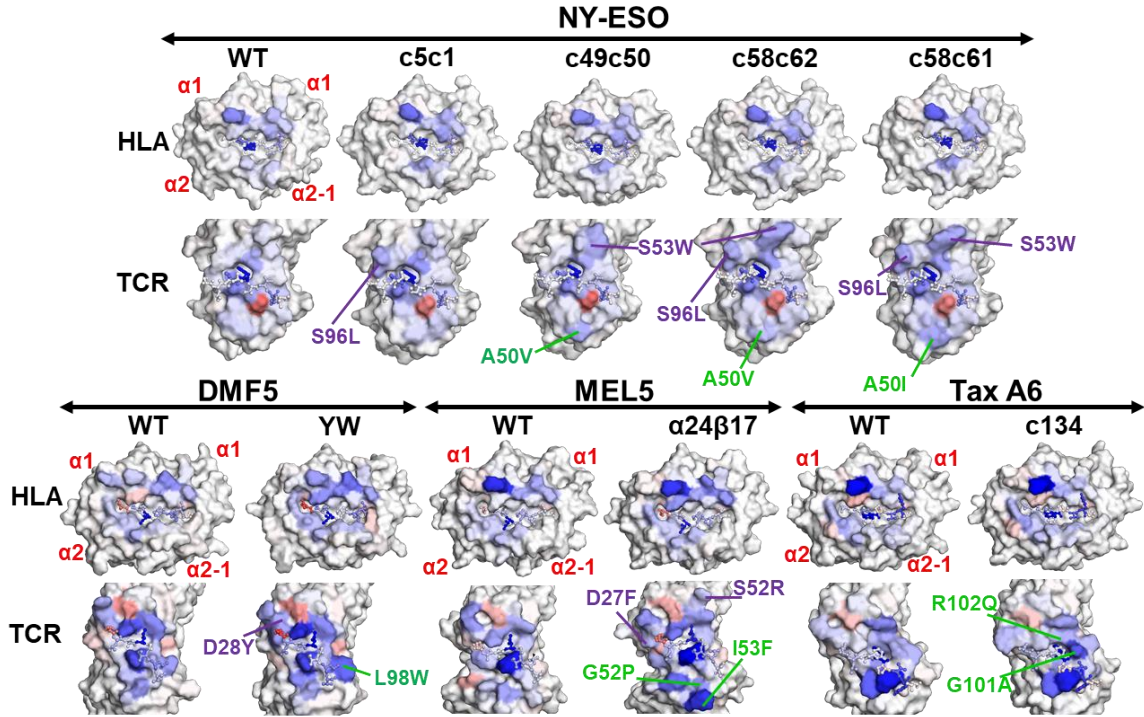 NY-ESO
WT c5c1 c49c50 c58c62 c58c61
α1 α1
HLA
α2 α2-1
TCR
S53W S53W
S96L S96L S96L
A50V A50V A50I
DMF5 MEL5 Tax A6
WT YW WT α24β17 WT c134
α1 α1 α1 α1 α1 α1
HLA
α2 α2-1 α2 α2-1 α2 α2-1
TCR
D28Y L98W
D27F S52R
G52P I53F
R102Q
G101A